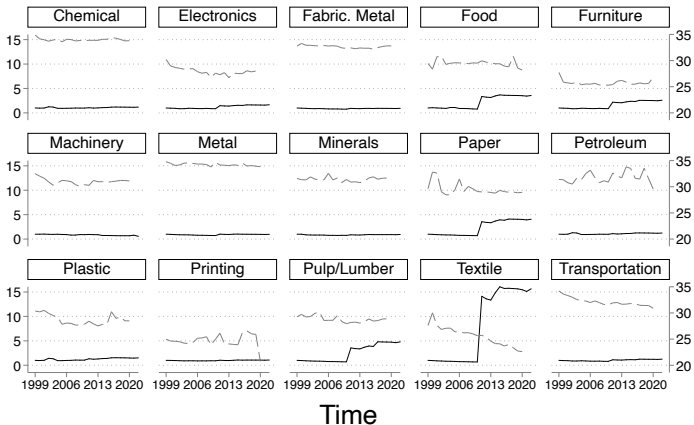 Chemical Electronics Fabric. Metal Food Furniture
15 35
10 30
5 25
0 20
Machinery Metal Minerals Paper Petroleum
15 35
10 30
5 25
0 20
Plastic Printing Pulp/Lumber Textile Transportation
15 35
10 30
5 25
0 20
1999 2006 2013 2020 1999 2006 2013 2020 1999 2006 2013 2020 1999 2006 2013 2020 1999 2006 2013 2020
Time